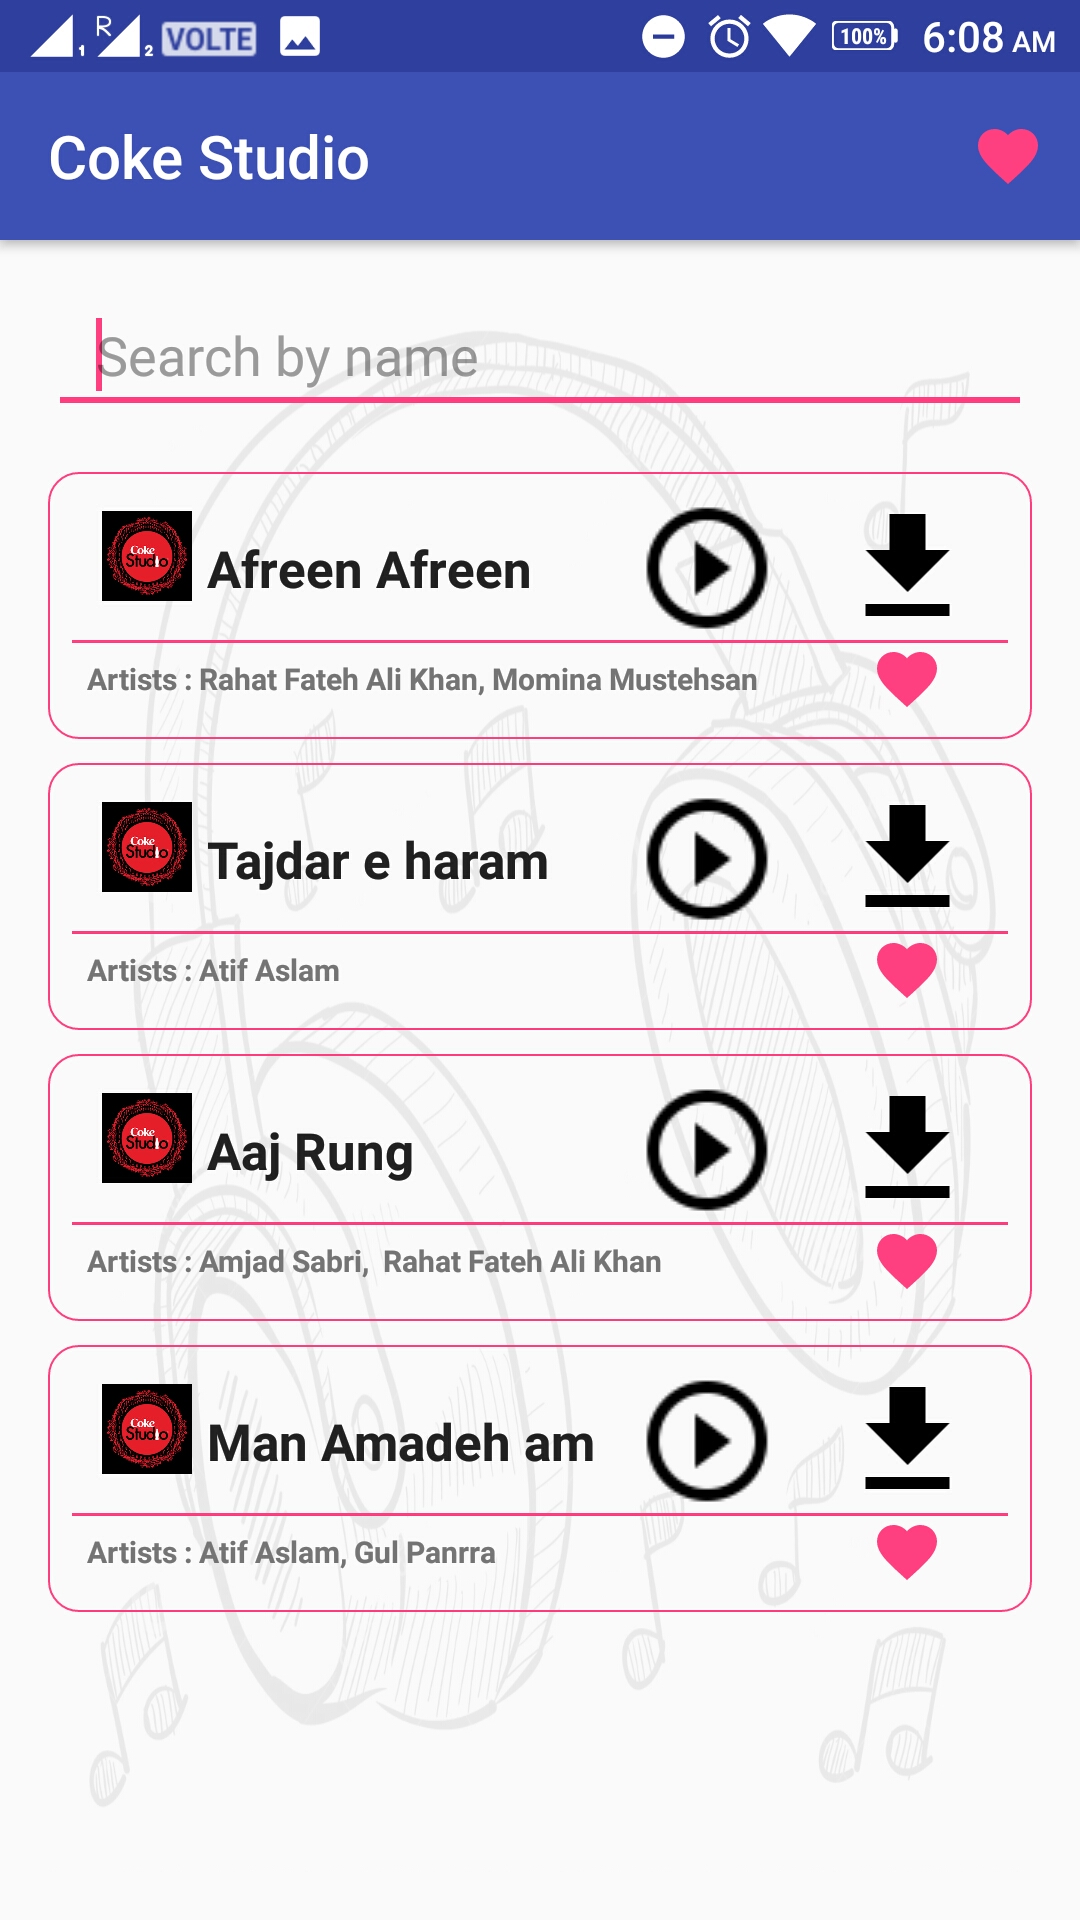 1 R 2 VOLTE 100% 6:08 AM
Coke Studio
Search by name
Coke
Studio
Afreen Afreen
Artists : Rahat Fateh Ali Khan, Momina Mustehsan
Coke
Studio
Tajdar e haram
Artists : Atif Aslam
Coke
Studio
Aaj Rung
Artists : Amjad Sabri,  Rahat Fateh Ali Khan
Coke
Studio
Man Amadeh am
Artists : Atif Aslam, Gul Panrra